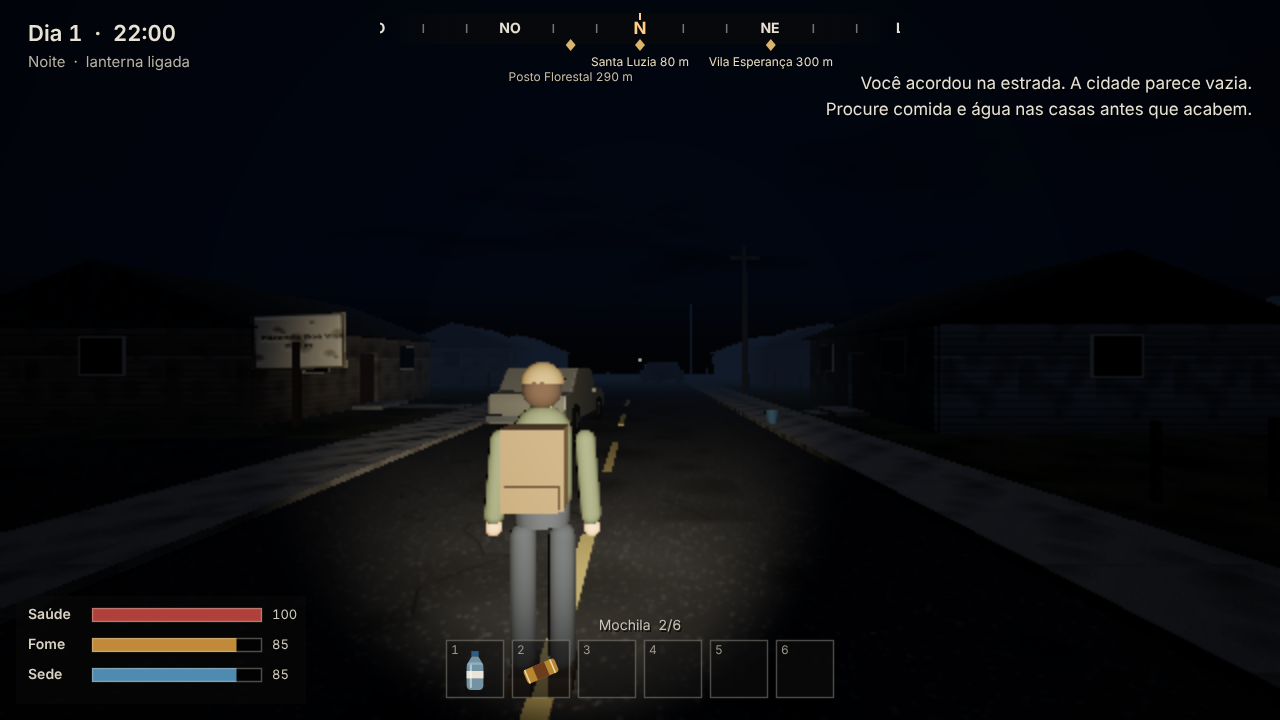 Dia 1 · 22:00
Noite · lanterna ligada
NO
N
NE
Santa Luzia 80 m
Vila Esperança 300 m
Posto Florestal 290 m
Você acordou na estrada. A cidade parece vazia.
Procure comida e água nas casas antes que acabem.
Saúde 100
Fome 85
Sede 85
Mochila 2/6
1 2 3 4 5 6